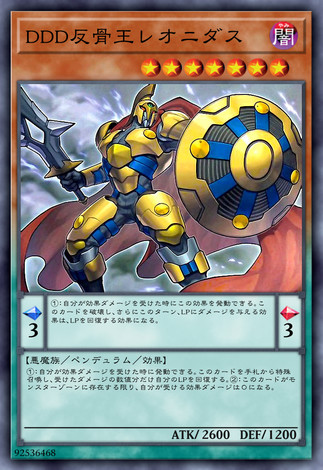 DDD反骨王レオニダス
闇
やみ
①:自分が効果ダメージを受けた時にこの効果を発動できる。こ
のカードを破壊し、さらにこのターン、LPにダメージを与える効
果は、LPを回復する効果になる。
3
3
【悪魔族／ペンデュラム／効果】
①:自分が効果ダメージを受けた時に発動できる。このカードを手札から特殊
召喚し、受けたダメージの数値分だけ自分のLPを回復する。②:このカードがモ
ンスターゾーンに存在する限り、自分が受ける効果ダメージは0になる。
ATK/ 2600 DEF/1200
92536468